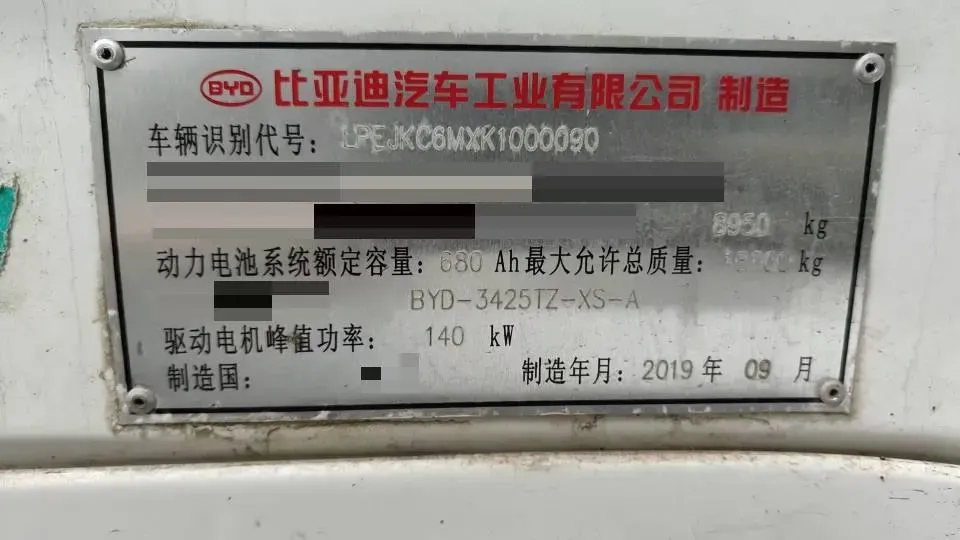 BYD 比亚迪汽车工业有限公司 制造
车辆识别代号：LPEJKC6MXK1000090
8950 kg
动力电池系统额定容量：680 Ah 最大允许总质量： kg
BYD-3425TZ-XS-A
驱动电机峰值功率： 140 kW
制造国：
制造年月：2019 年 09 月